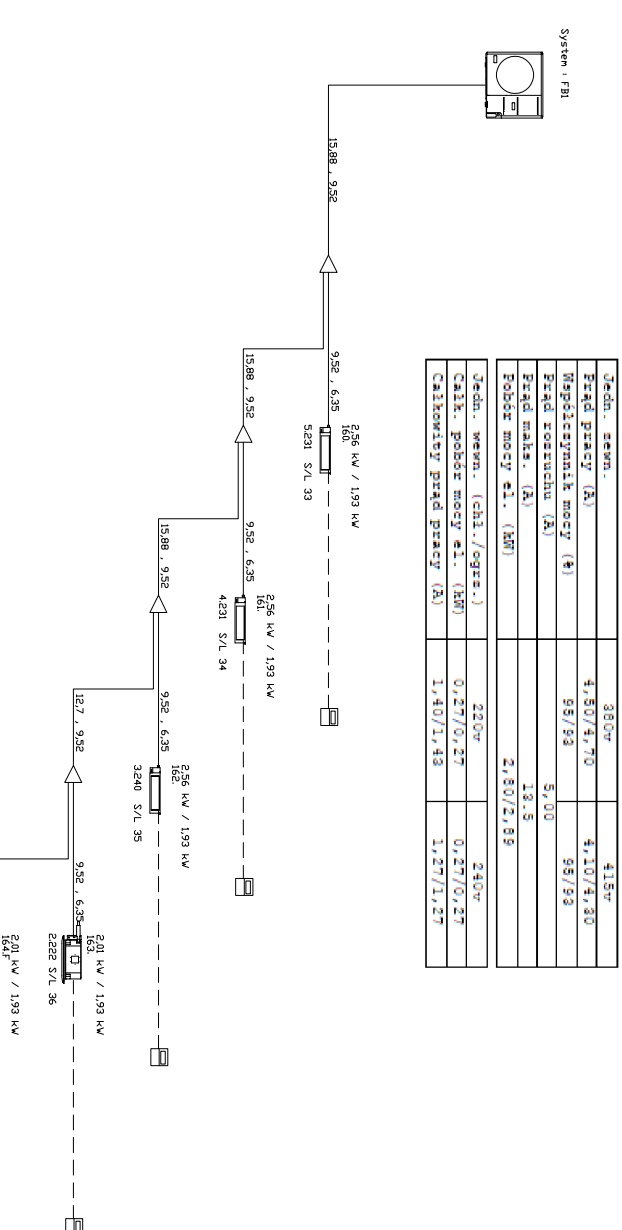 System : FB1
Jedn. zewn. 380v 415v
Prąd pracy (A) 4,50/4,70 4,10/4,30
Współczynnik mocy (%) 95/93 95/93
Prąd rozruchu (A) 5,00
Prąd maks. (A) 13.5
Pobór mocy el. (kW) 2,80/2,89
Jedn. wewn. (chł./ogrz.) 220v 240v
Całk. pobór mocy el. (kW) 0,27/0,27 0,27/0,27
Całkowity prąd pracy (A) 1,40/1,43 1,27/1,27
15,88 , 9,52
9,52 , 6,35
2,56 kW / 1,93 kW
160.
5.231 S/L 33
15,88 , 9,52
9,52 , 6,35
2,56 kW / 1,93 kW
161.
4.231 S/L 34
15,88 , 9,52
9,52 , 6,35
2,56 kW / 1,93 kW
162.
3.240 S/L 35
12,7 , 9,52
9,52 , 6,35
2,01 kW / 1,93 kW
163.
2.222 S/L 36
2,01 kW / 1,93 kW
164.F